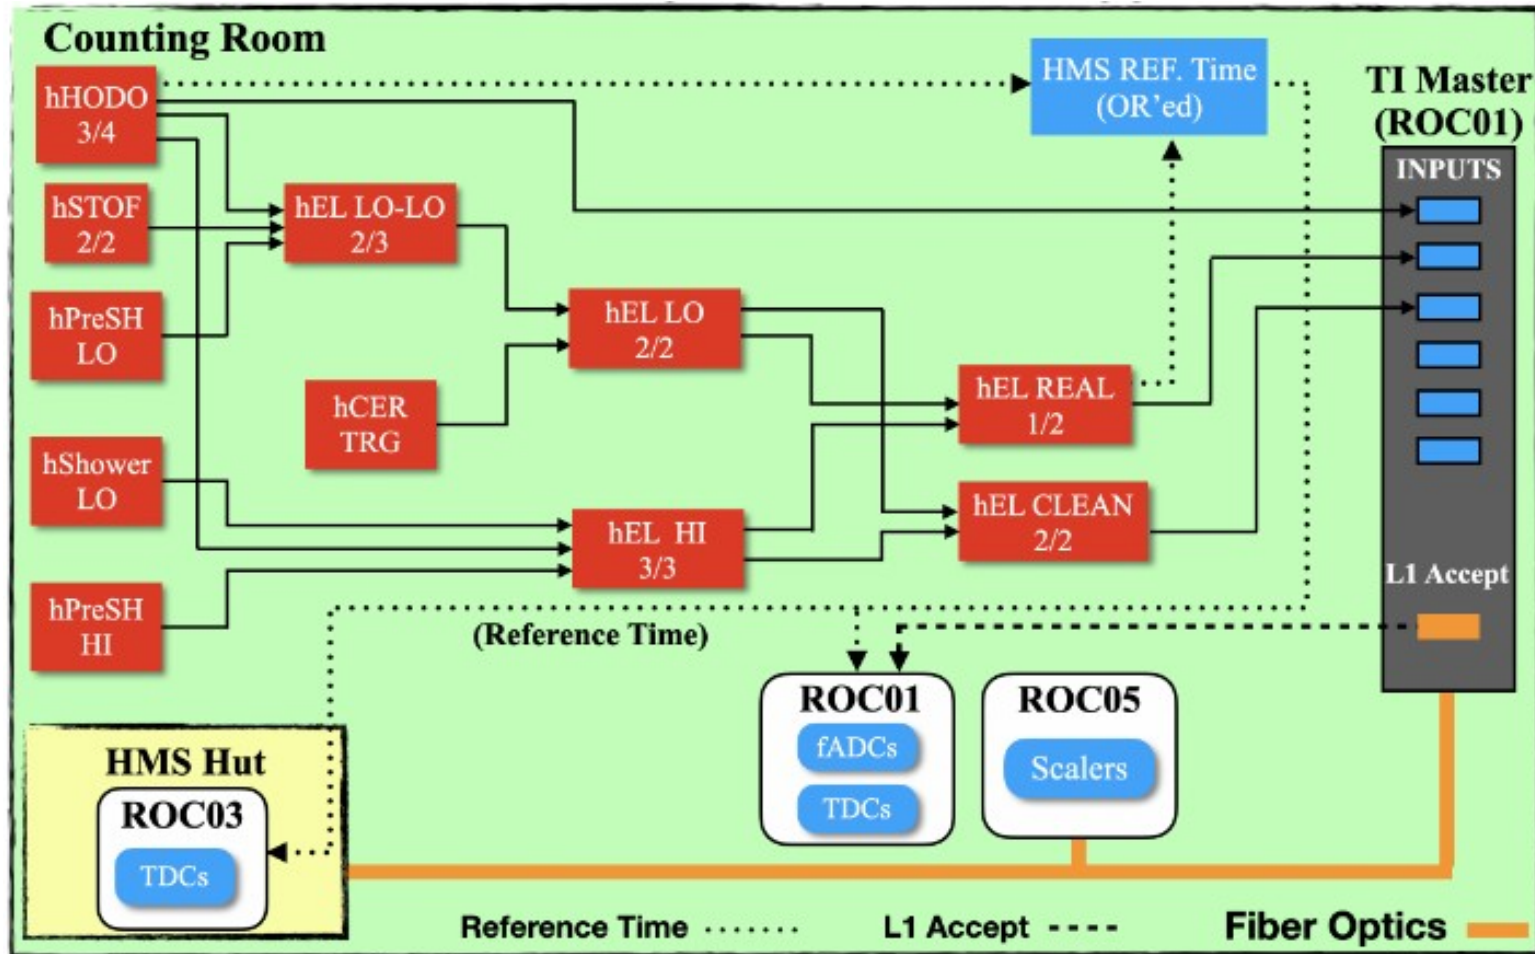 Counting Room
hHODO
3/4
HMS REF. Time
(OR'ed)
TI Master
(ROC01)
INPUTS
hSTOF
2/2
hEL LO-LO
2/3
hPreSH
LO
hEL LO
2/2
hCER
TRG
hEL REAL
1/2
hShower
LO
hEL CLEAN
2/2
hEL HI
3/3
L1 Accept
hPreSH
HI
(Reference Time)
ROC01
fADCs
TDCs
ROC05
Scalers
HMS Hut
ROC03
TDCs
Reference Time
L1 Accept
Fiber Optics